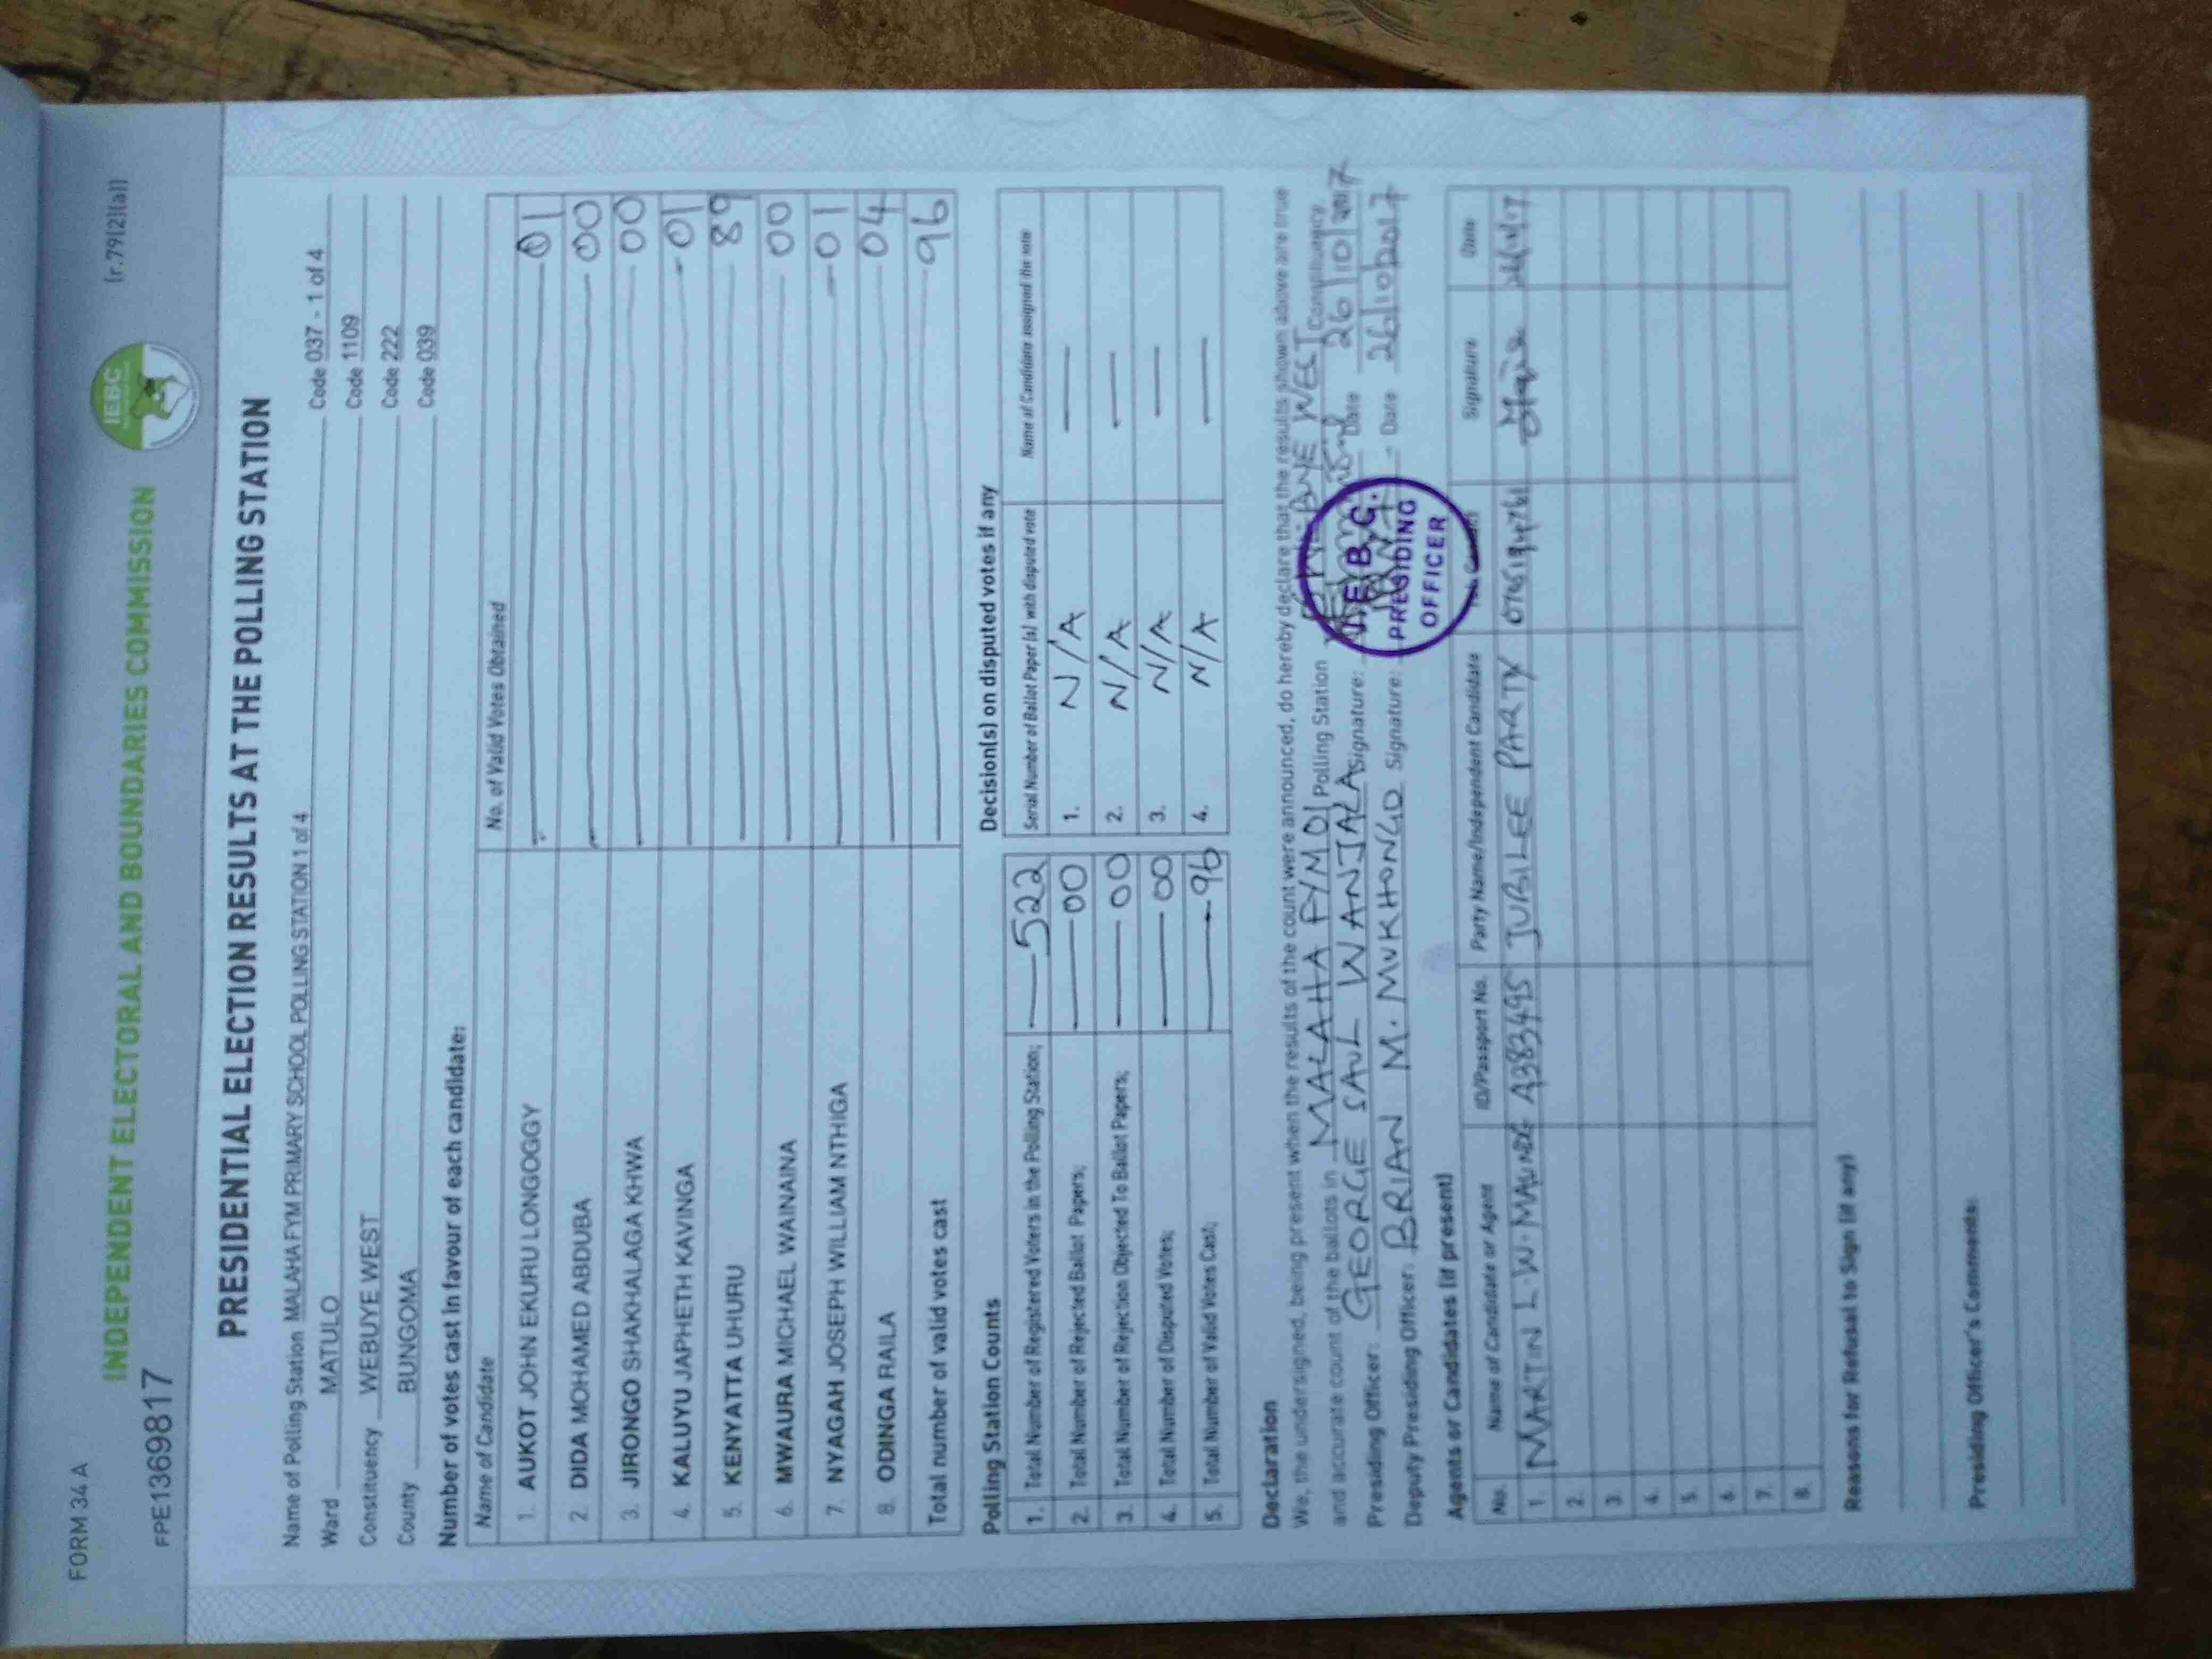 FORM 34 A
(r.79(2)(a))
IEBC
INDEPENDENT ELECTORAL AND BOUNDARIES COMMISSION
FPE1369817
PRESIDENTIAL ELECTION RESULTS AT THE POLLING STATION
Name of Polling Station MALAHA FYM PRIMARY SCHOOL POLLING STATION 1 of 4 Code 037 - 1 of 4
Ward MATULO Code 1109
Constituency WEBUYE WEST Code 222
County BUNGOMA Code 039
Number of votes cast in favour of each candidate:
Name of Candidate No. of Valid Votes Obtained
1. AUKOT JOHN EKURU LONGOGGY 01
2. DIDA MOHAMED ABDUBA 00
3. JIRONGO SHAKHALAGA KHWA 00
4. KALUYU JAPHETH KAVINGA 01
5. KENYATTA UHURU 89
6. MWAURA MICHAEL WAINAINA 00
7. NYAGAH JOSEPH WILLIAM NTHIGA 01
8. ODINGA RAILA 04
Total number of valid votes cast 96
Polling Station Counts
1. Total Number of Registered Voters in the Polling Station; 522
2. Total Number of Rejected Ballot Papers; 00
3. Total Number of Rejection Objected To Ballot Papers; 00
4. Total Number of Disputed Votes; 00
5. Total Number of Valid Votes Cast; 96
Decision(s) on disputed votes if any
Serial Number of Ballot Paper (s) with disputed vote Name of Candidate assigned the vote
1. N/A —
2. N/A —
3. N/A —
4. N/A —
Declaration
We, the undersigned, being present when the results of the count were announced, do hereby declare that the results shown above are true
and accurate count of the ballots in MALAHA FYM 01 Polling Station WEST Constituency
Presiding Officer: GEORGE SAUL WANJALA Signature: Date 26/10/2017
Deputy Presiding Officer: BRIAN M. MUKHONGO Signature: Date 26/10/2017
I.E.B.C.
PRESIDING
OFFICER
Agents or Candidates (if present)
No. Name of Candidate or Agent ID/Passport No. Party Name/Independent Candidate Signature Date
1. MARTIN L. W. JUBLEE PARTY
2.
3.
4.
5.
6.
7.
8.
Reasons for Refusal to Sign (if any)
Presiding Officer's Comments: